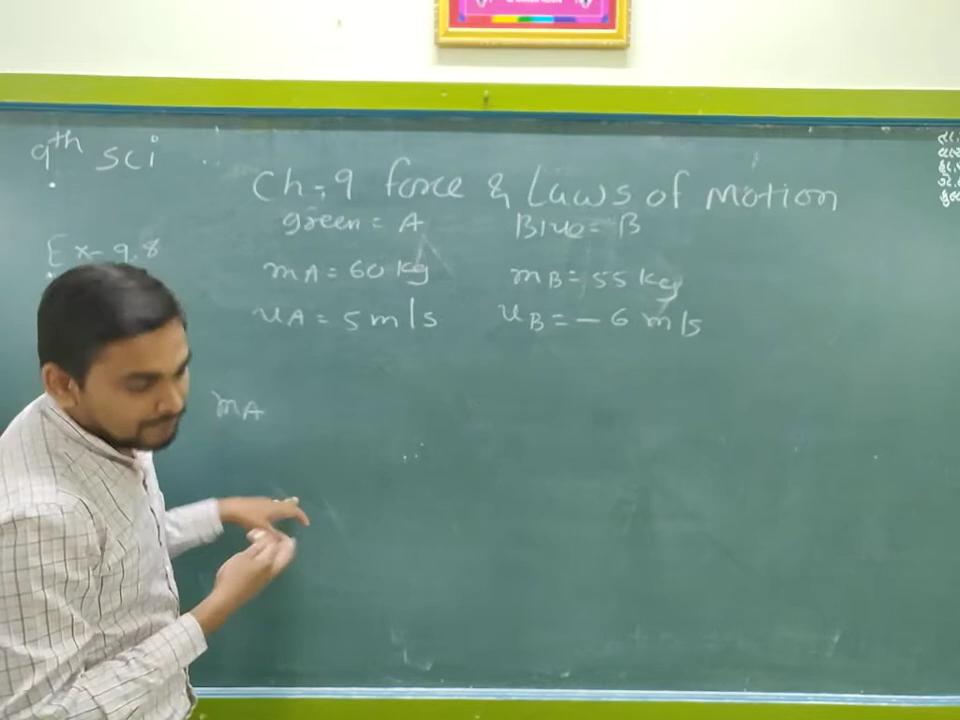 9th sci
Ch-9 force & Laws of Motion
green = A Blue = B
Ex-9.8
mA = 60 kg mB = 55 kg
uA = 5 m/s uB = - 6 m/s
mA